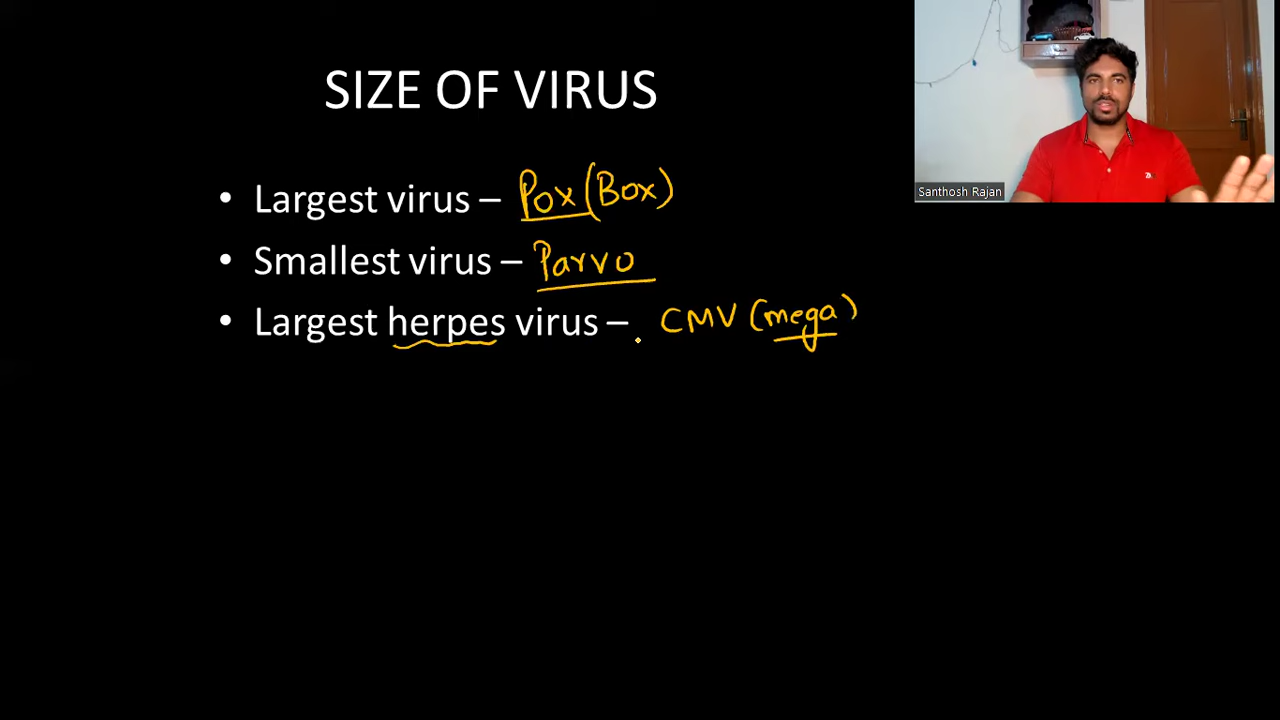 SIZE OF VIRUS
• Largest virus – Pox (Box)
• Smallest virus – Parvo
• Largest herpes virus – CMV (mega)
Santhosh Rajan